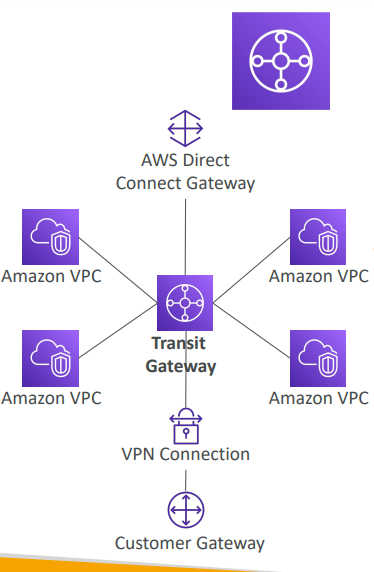 AWS Direct
Connect Gateway
Amazon VPC
Amazon VPC
Transit
Gateway
Amazon VPC
Amazon VPC
VPN Connection
Customer Gateway